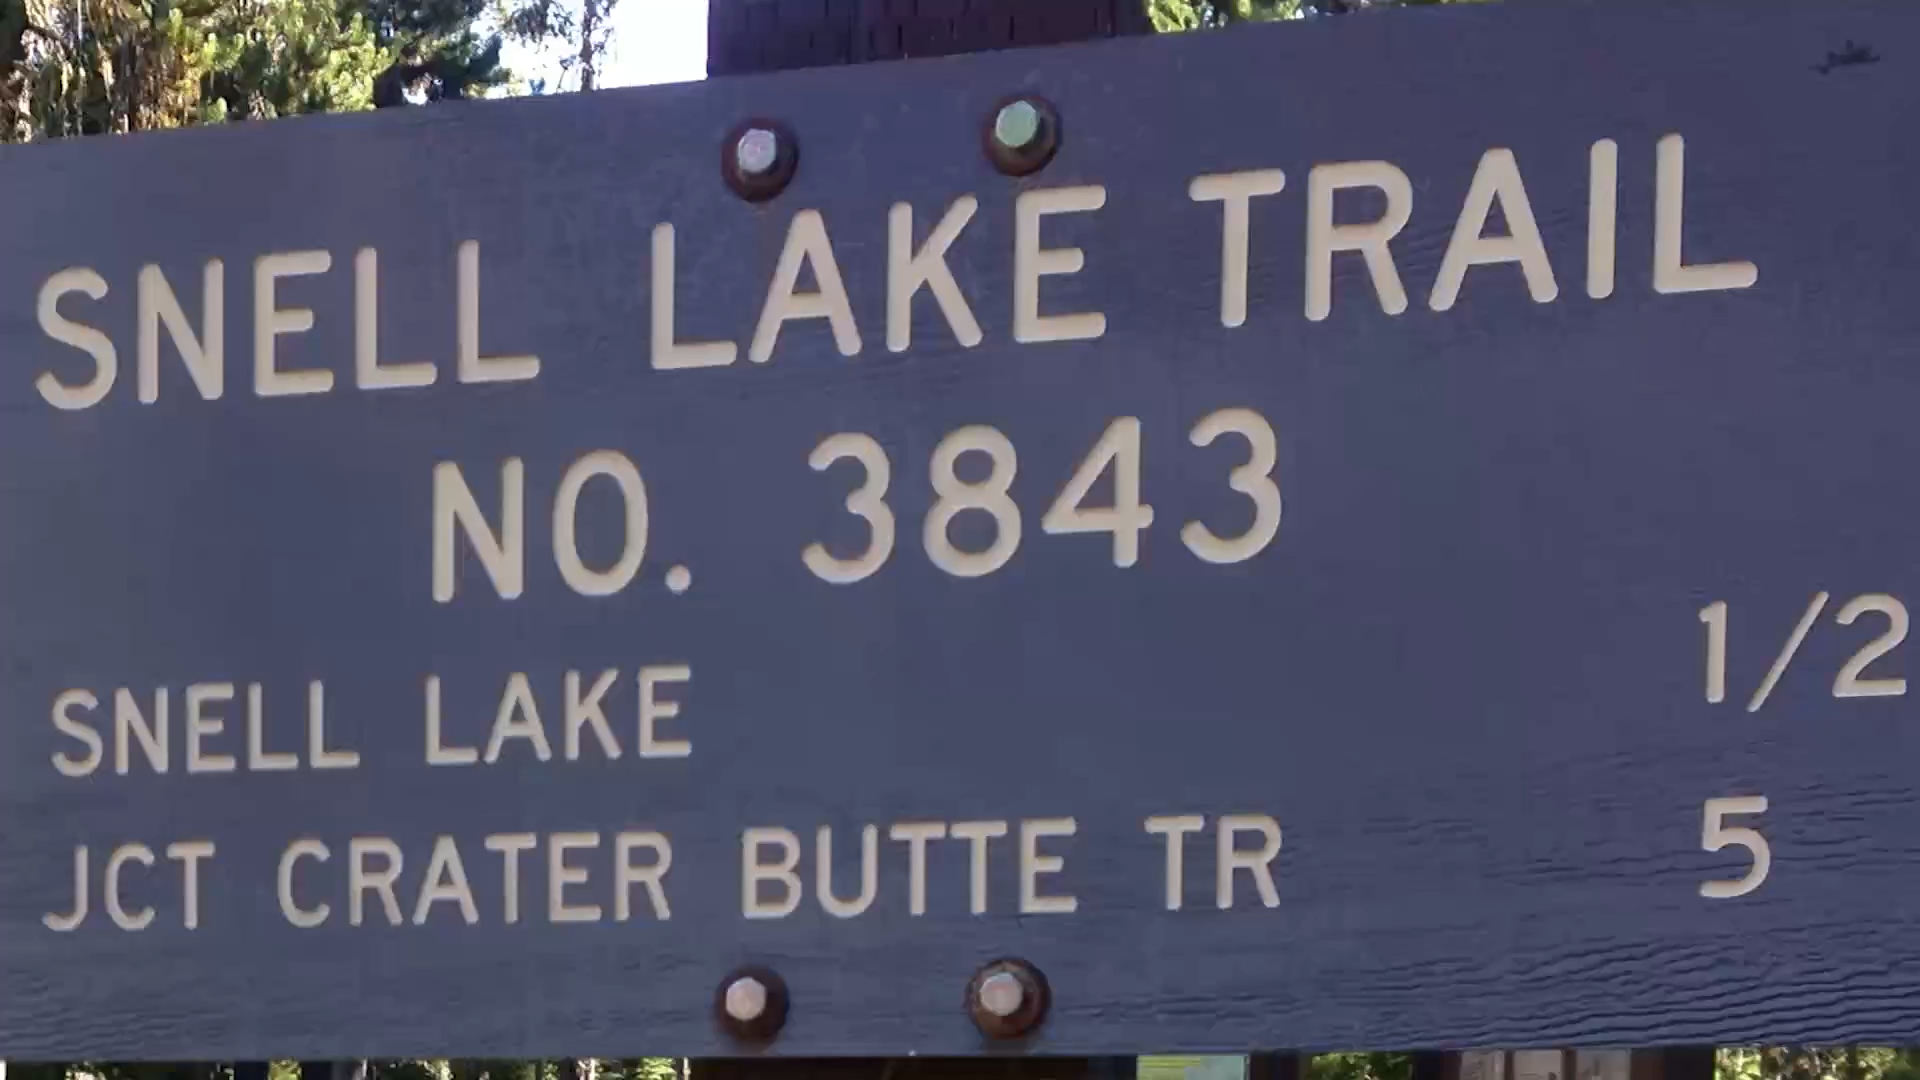 SNELL LAKE TRAIL
NO. 3843
SNELL LAKE 1/2
JCT CRATER BUTTE TR 5